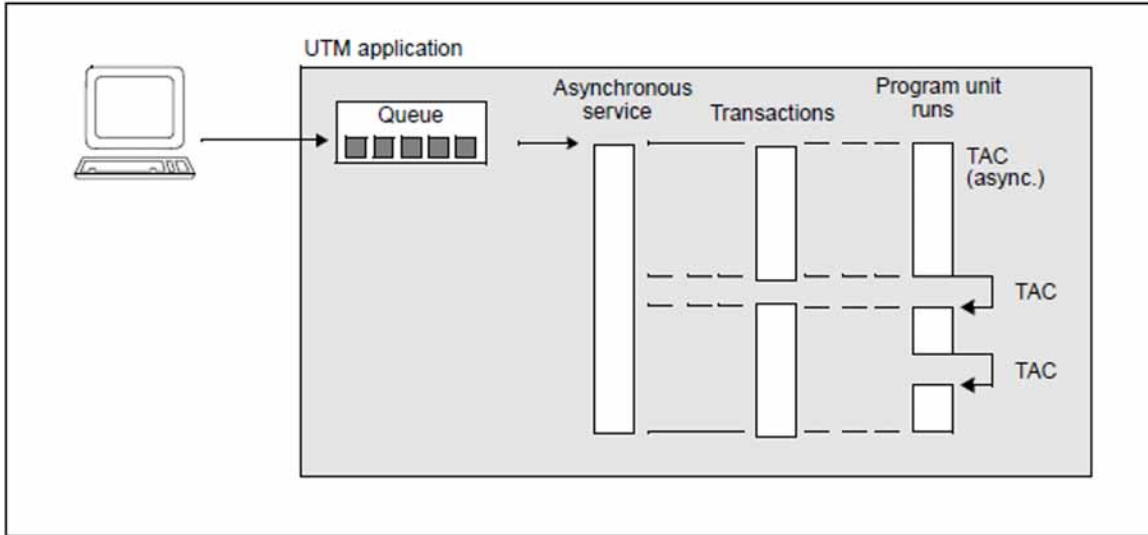 UTM application
Queue
Asynchronous
service
Transactions
Program unit
runs
TAC
(async.)
TAC
TAC